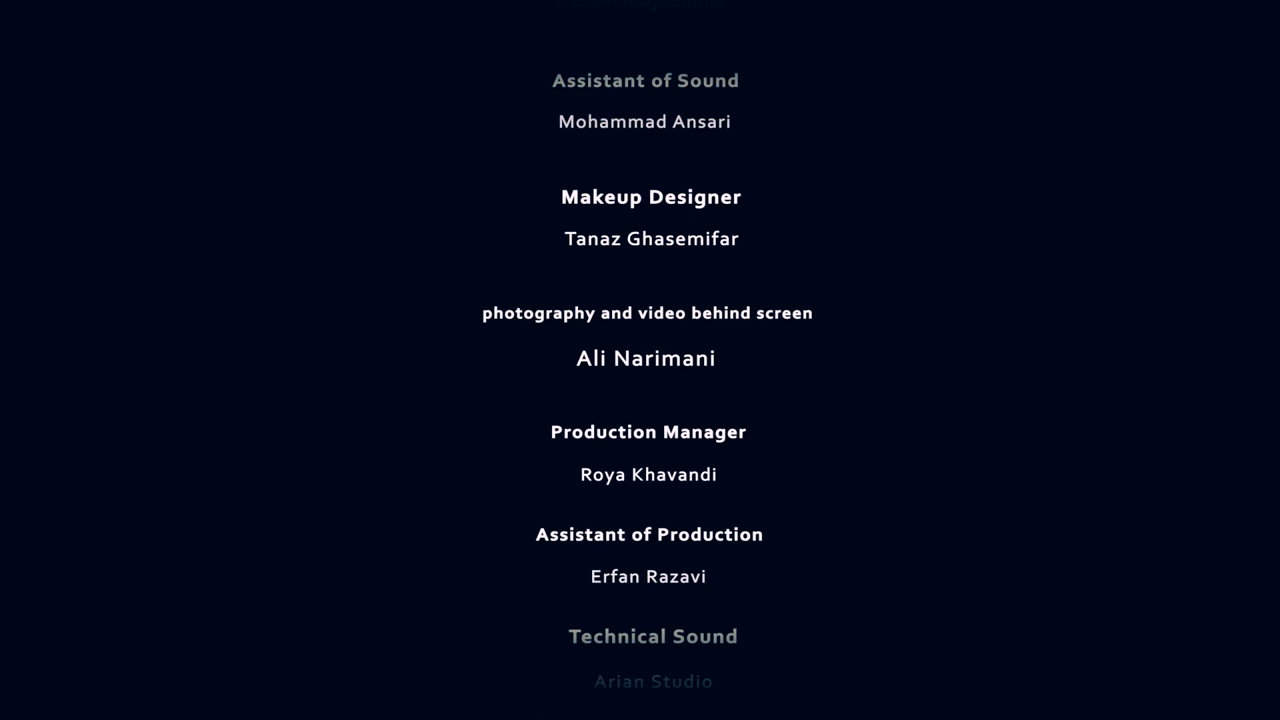 Assistant of Sound
Mohammad Ansari
Makeup Designer
Tanaz Ghasemifar
photography and video behind screen
Ali Narimani
Production Manager
Roya Khavandi
Assistant of Production
Erfan Razavi
Technical Sound
Arian Studio